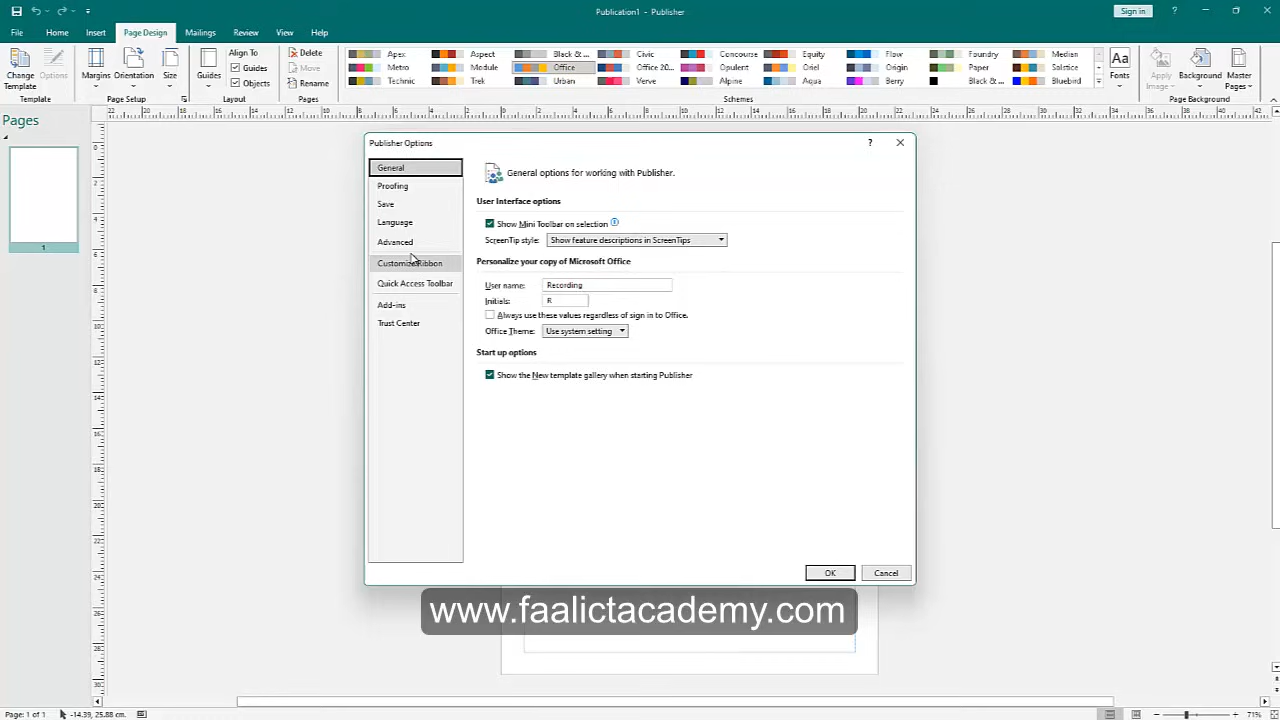 Publication1 - Publisher
Sign in
File Home Insert Page Design Mailings Review View Help
Change Template
Options
Template
Margins Orientation Size
Page Setup
Guides
Align To
Guides
Objects
Layout
Delete
Move
Rename
Pages
Apex Aspect Black & ... Civic Concourse Equity Flow Foundry Median
Metro Module Office Office 20... Opulent Oriel Origin Paper Solstice
Technic Trek Urban Verve Alpine Aqua Berry Black & ... Bluebird
Schemes
Fonts
Apply Image
Background
Master Pages
Page Background
Pages
1
Publisher Options
General
Proofing
Save
Language
Advanced
Customize Ribbon
Quick Access Toolbar
Add-ins
Trust Center
General options for working with Publisher.
User Interface options
Show Mini Toolbar on selection
ScreenTip style: Show feature descriptions in ScreenTips
Personalize your copy of Microsoft Office
User name: Recording
Initials: R
Always use these values regardless of sign in to Office.
Office Theme: Use system setting
Start up options
Show the New template gallery when starting Publisher
OK Cancel
www.faalictacademy.com
Page: 1 of 1 -14.39, 25.88 cm. 71%